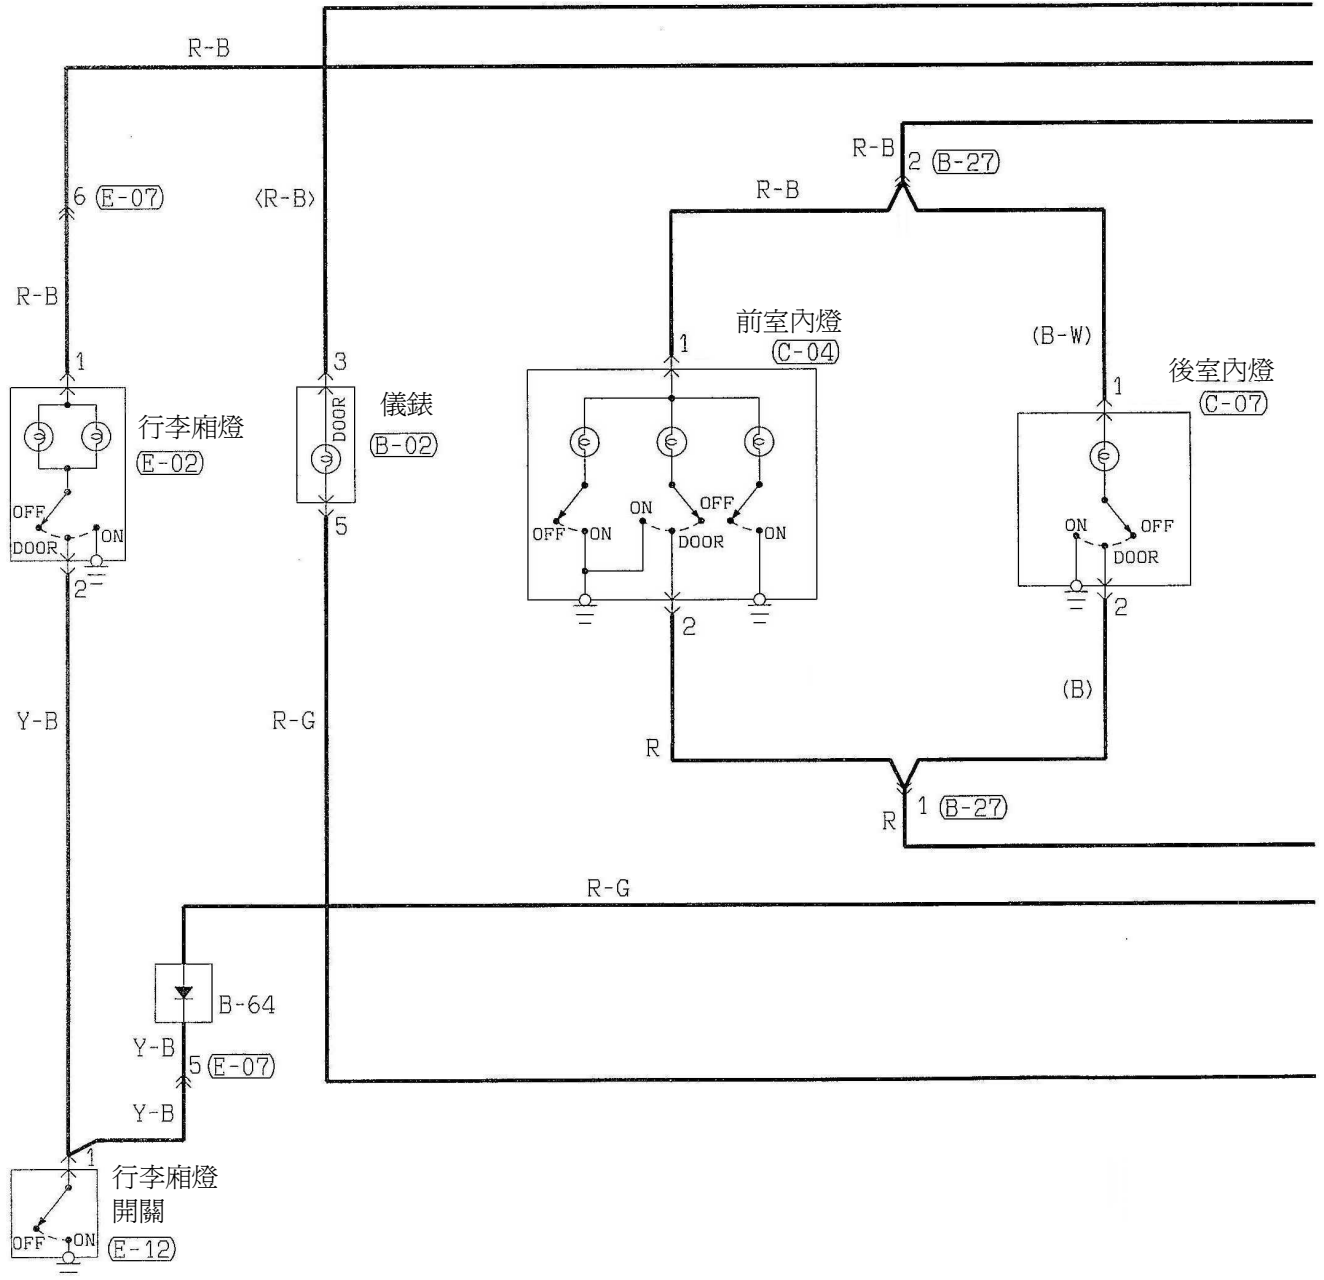 R-B
R-B
2 (B-27)
6 (E-07)
<R-B>
R-B
R-B
前室內燈
(C-04)
(B-W)
1
3
1
1
後室內燈
(C-07)
行李廂燈
(E-02)
DOOR
儀錶
(B-02)
OFF
DOOR
ON
2
5
OFF
ON
ON
DOOR
OFF
ON
2
ON
OFF
DOOR
2
Y-B
R-G
R
(B)
R
1 (B-27)
R-G
B-64
Y-B
5 (E-07)
Y-B
1
行李廂燈
開關
(E-12)
OFF
ON